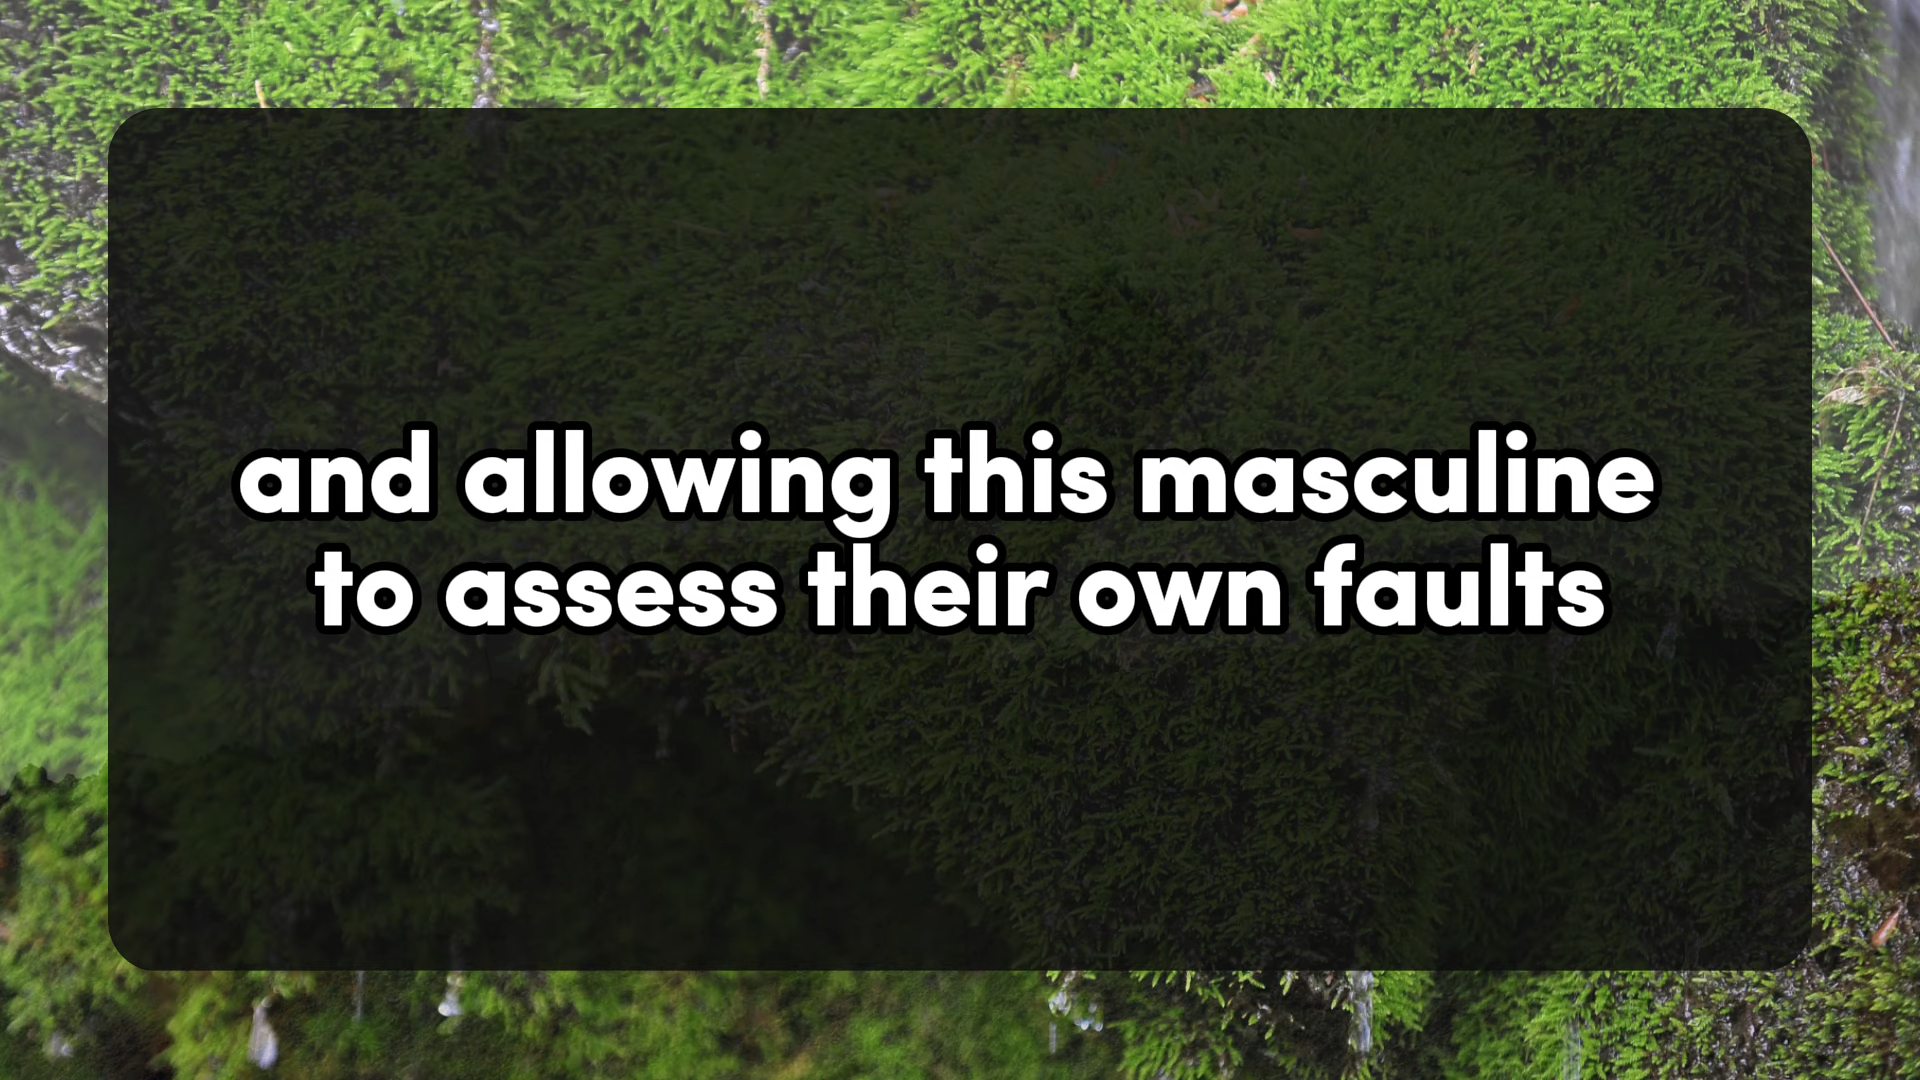 and allowing this masculine
to assess their own faults